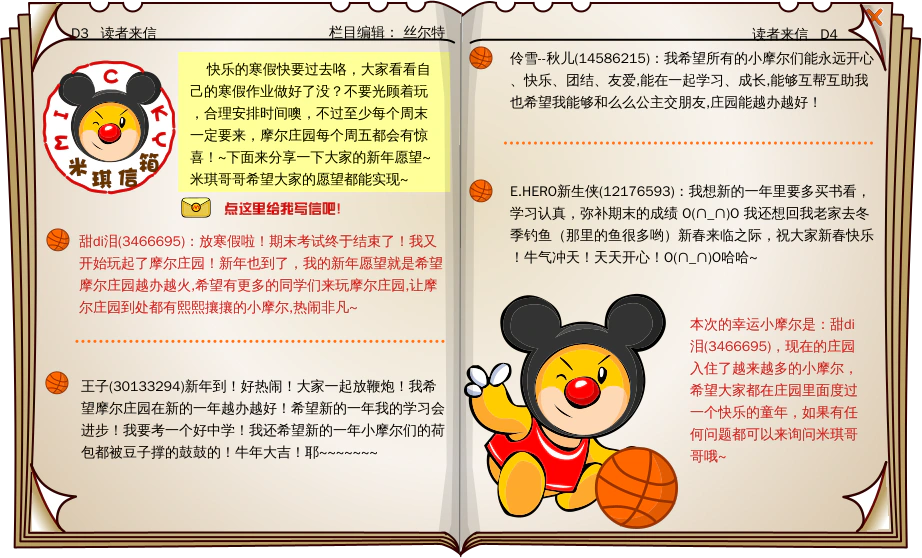 D3 读者来信
栏目编辑： 丝尔特
MICKY
米琪信箱
快乐的寒假快要过去咯，大家看看自
己的寒假作业做好了没？不要光顾着玩
，合理安排时间噢，不过至少每个周末
一定要来，摩尔庄园每个周五都会有惊
喜！~下面来分享一下大家的新年愿望~
米琪哥哥希望大家的愿望都能实现~
点这里给我写信吧！
甜di泪(3466695)：放寒假啦！期末考试终于结束了！我又
开始玩起了摩尔庄园！新年也到了，我的新年愿望就是希望
摩尔庄园越办越火,希望有更多的同学们来玩摩尔庄园,让摩
尔庄园到处都有熙熙攘攘的小摩尔,热闹非凡~
王子(30133294)新年到！好热闹！大家一起放鞭炮！我希
望摩尔庄园在新的一年越办越好！希望新的一年我的学习会
进步！我要考一个好中学！我还希望新的一年小摩尔们的荷
包都被豆子撑的鼓鼓的！牛年大吉！耶~~~~~~~
读者来信 D4
伶雪--秋儿(14586215)：我希望所有的小摩尔们能永远开心
、快乐、团结、友爱,能在一起学习、成长,能够互帮互助我
也希望我能够和么么公主交朋友,庄园能越办越好！
E.HERO新生侠(12176593)：我想新的一年里要多买书看，
学习认真，弥补期末的成绩 O(∩_∩)O 我还想回我老家去冬
季钓鱼（那里的鱼很多哟）新春来临之际，祝大家新春快乐
！牛气冲天！天天开心！O(∩_∩)O哈哈~
本次的幸运小摩尔是：甜di
泪(3466695)，现在的庄园
入住了越来越多的小摩尔，
希望大家都在庄园里面度过
一个快乐的童年，如果有任
何问题都可以来询问米琪哥
哥哦~